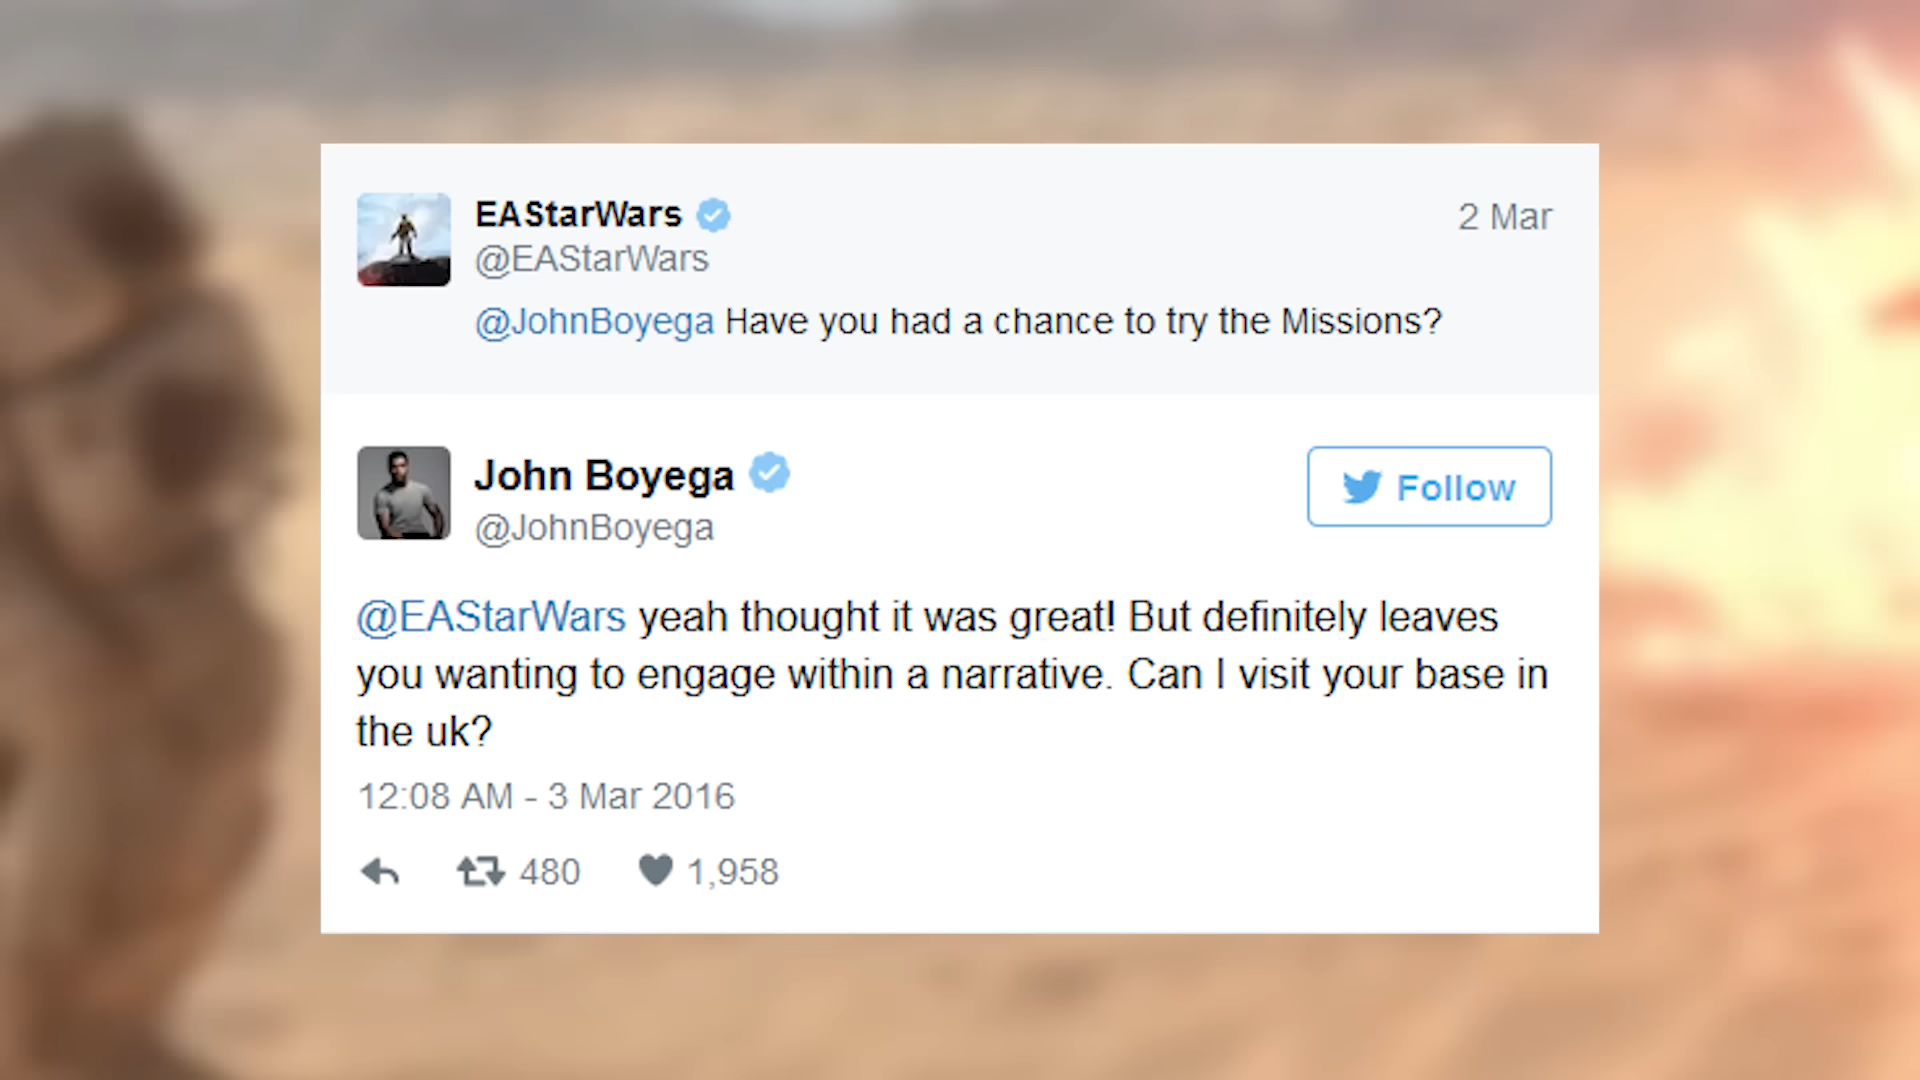 EAStarWars
2 Mar
@EAStarWars
@JohnBoyega Have you had a chance to try the Missions?
John Boyega
Follow
@JohnBoyega
@EAStarWars yeah thought it was great! But definitely leaves
you wanting to engage within a narrative. Can I visit your base in
the uk?
12:08 AM - 3 Mar 2016
480 1,958